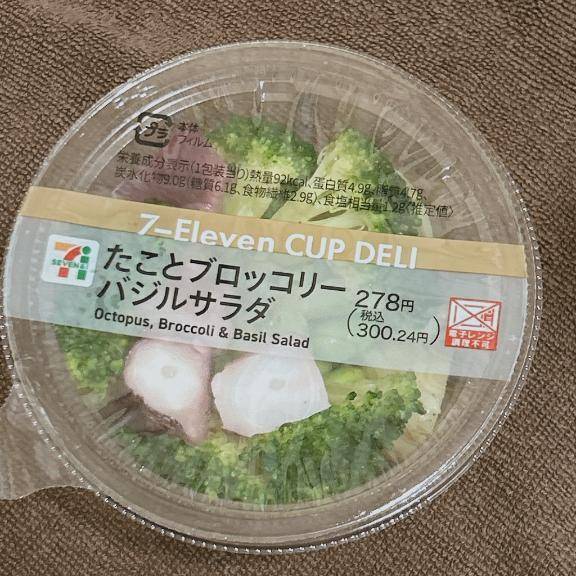 プラ
本体
フィルム
栄養成分表示(1包装当り)熱量92kcal、蛋白質4.9g、脂質4.7g、
炭水化物9.0g(糖質6.1g、食物繊維2.9g)、食塩相当量1.2g〈推定値〉
7-Eleven CUP DELI
7
SEVEN&i
たことブロッコリー
バジルサラダ
Octopus, Broccoli & Basil Salad
278円
(税込
300.24円)
電子レンジ
調理不可